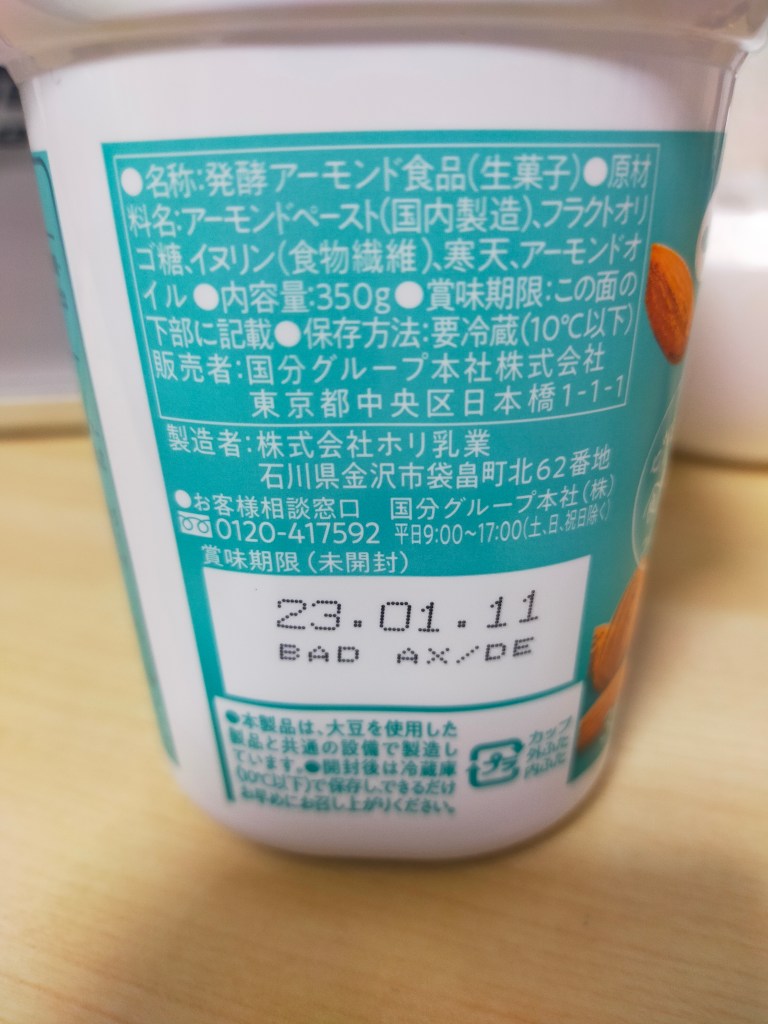 ●名称:発酵アーモンド食品(生菓子)●原材
料名:アーモンドペースト(国内製造)、フラクトオリ
ゴ糖、イヌリン(食物繊維)、寒天、アーモンドオ
イル●内容量:350g●賞味期限:この面の
下部に記載●保存方法:要冷蔵(10℃以下)
販売者:国分グループ本社株式会社
東京都中央区日本橋1-1-1
製造者:株式会社ホリ乳業
石川県金沢市袋畠町北62番地
●お客様相談窓口 国分グループ本社(株)
0120-417592 平日9:00~17:00(土、日、祝日除く)
賞味期限(未開封)
23.01.11
BAD AX/DE
●本製品は、大豆を使用した
製品と共通の設備で製造し
ています。●開封後は冷蔵庫
(10℃以下)で保存し、できるだけ
お早めにお召し上がりください。
プラ
カップ
外ふた
内ふた